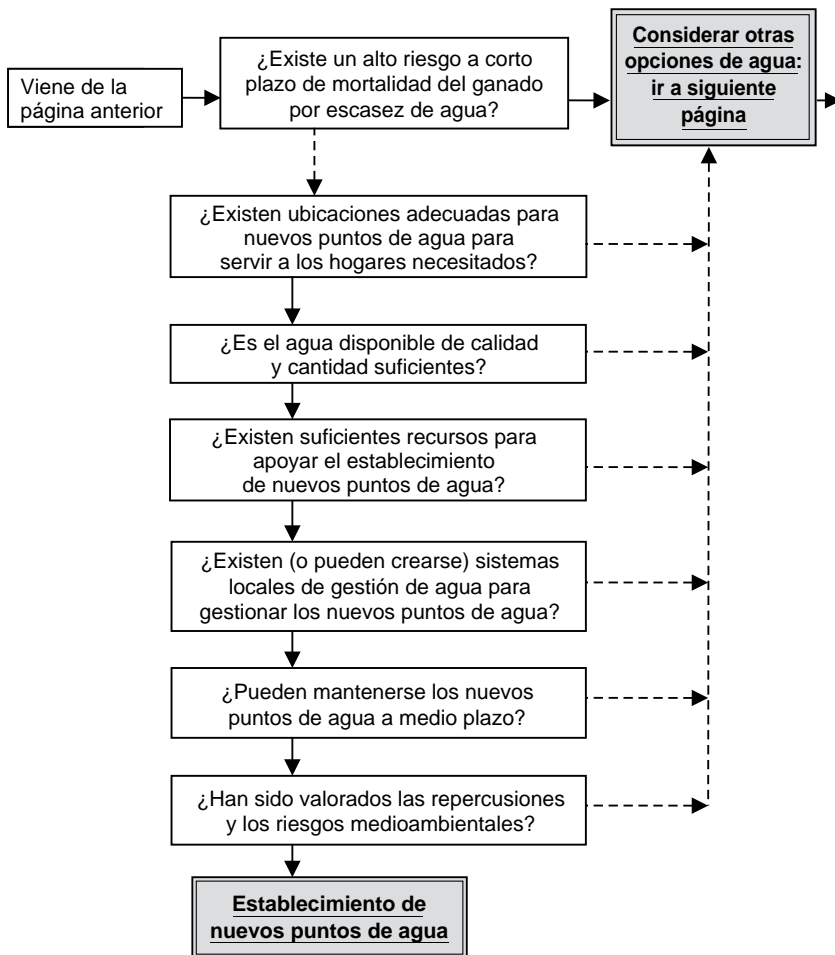 Viene de la
página anterior
¿Existe un alto riesgo a corto
plazo de mortalidad del ganado
por escasez de agua?
Considerar otras
opciones de agua:
ir a siguiente
página
¿Existen ubicaciones adecuadas para
nuevos puntos de agua para
servir a los hogares necesitados?
¿Es el agua disponible de calidad
y cantidad suficientes?
¿Existen suficientes recursos para
apoyar el establecimiento
de nuevos puntos de agua?
¿Existen (o pueden crearse) sistemas
locales de gestión de agua para
gestionar los nuevos puntos de agua?
¿Pueden mantenerse los nuevos
puntos de agua a medio plazo?
¿Han sido valorados las repercusiones
y los riesgos medioambientales?
Establecimiento de
nuevos puntos de agua